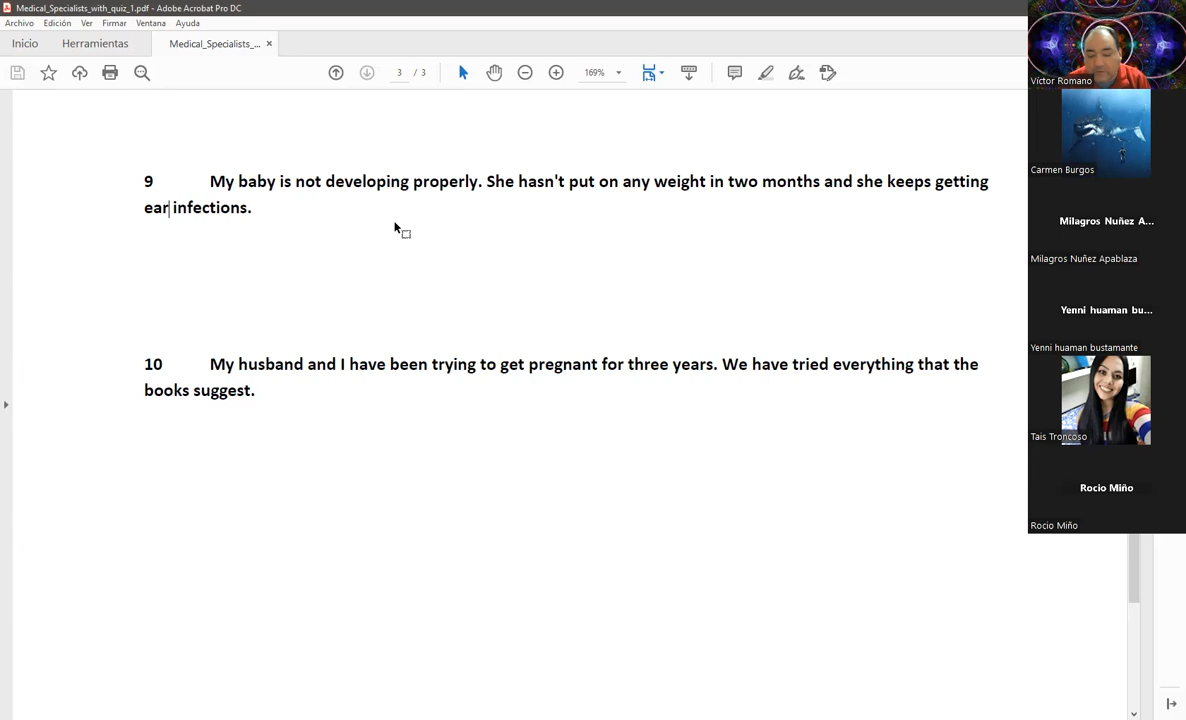 Medical_Specialists_with_quiz_1.pdf - Adobe Acrobat Pro DC
Archivo Edición Ver Firmar Ventana Ayuda
Inicio Herramientas Medical_Specialists_... ×
3 / 3 169%
9 My baby is not developing properly. She hasn't put on any weight in two months and she keeps getting
ear infections.
10 My husband and I have been trying to get pregnant for three years. We have tried everything that the
books suggest.
Víctor Romano
Carmen Burgos
Milagros Nuñez A...
Milagros Nuñez Apablaza
Yenni huaman bu...
Yenni huaman bustamante
Tais Troncoso
Rocio Miño
Rocio Miño